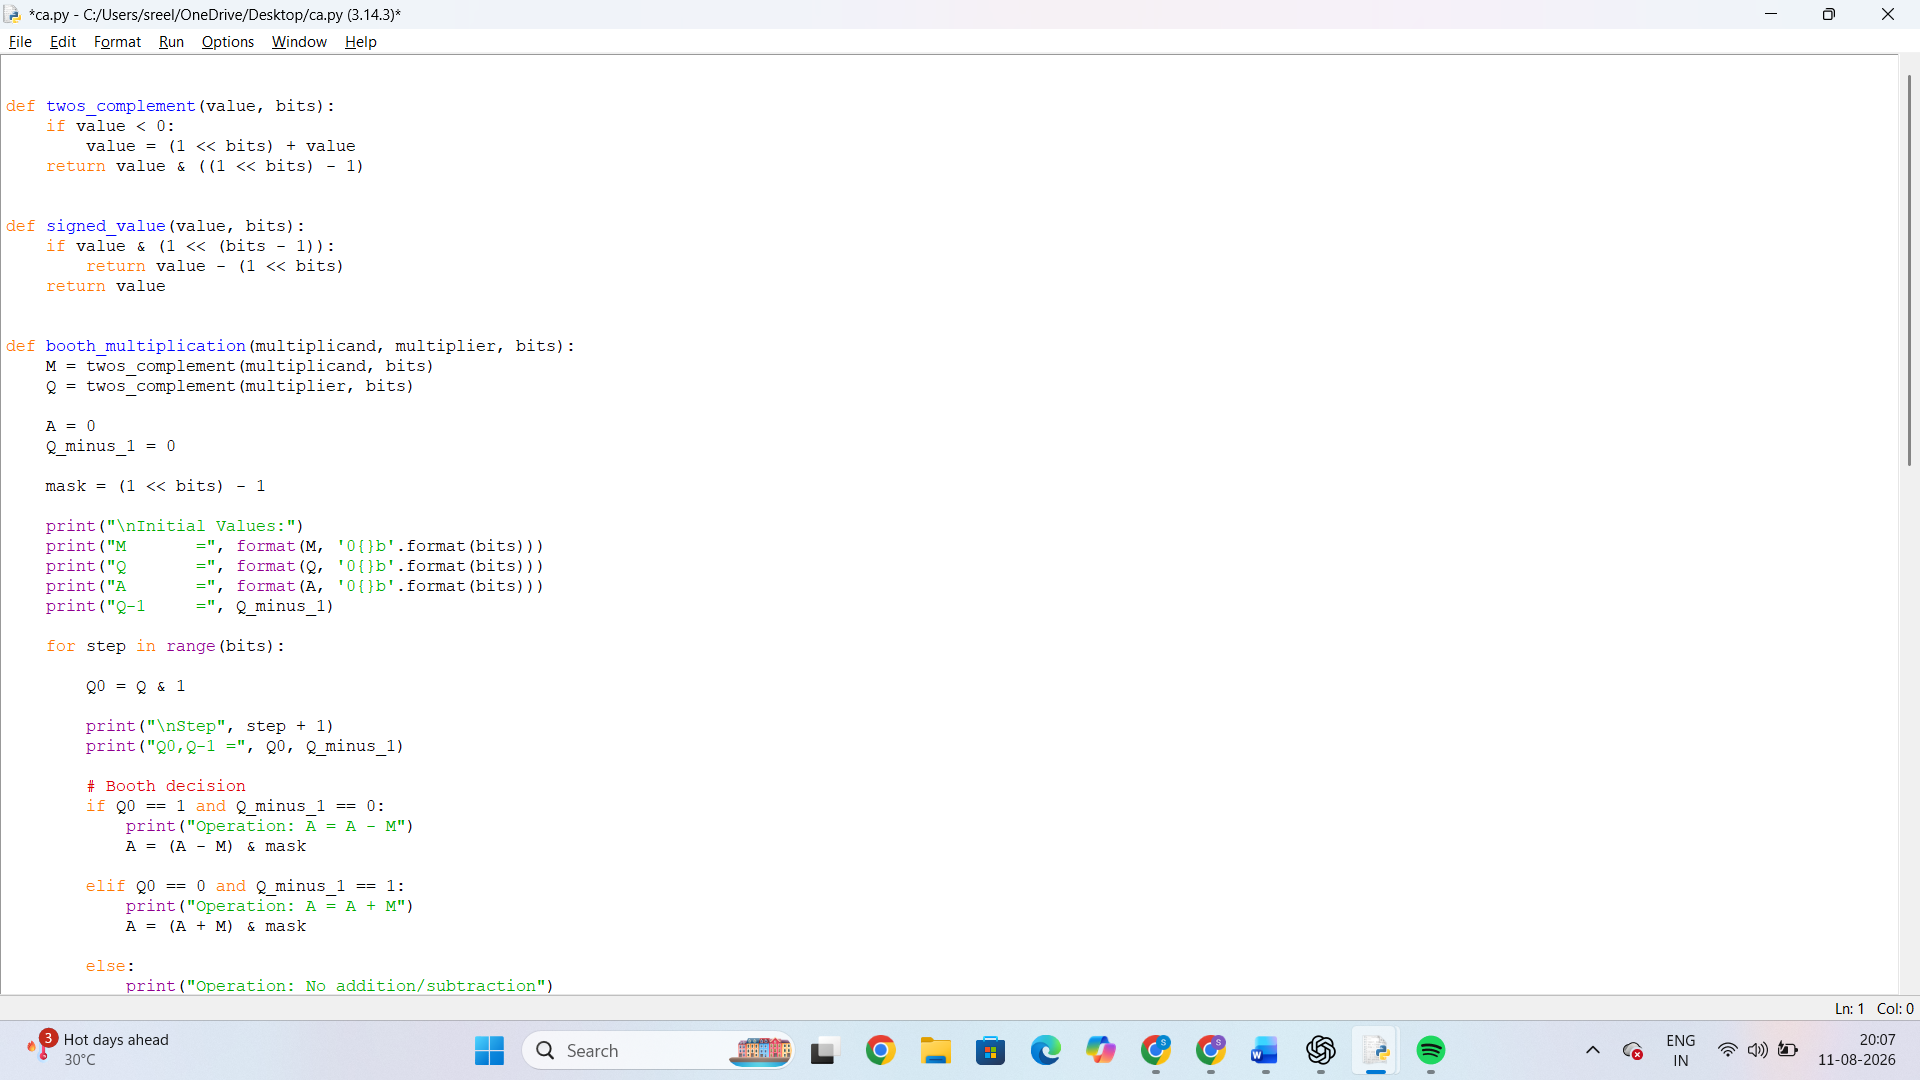 *ca.py - C:/Users/sreel/OneDrive/Desktop/ca.py (3.14.3)*
File Edit Format Run Options Window Help
def twos_complement(value, bits):
    if value < 0:
        value = (1 << bits) + value
    return value & ((1 << bits) - 1)
def signed_value(value, bits):
    if value & (1 << (bits - 1)):
        return value - (1 << bits)
    return value
def booth_multiplication(multiplicand, multiplier, bits):
    M = twos_complement(multiplicand, bits)
    Q = twos_complement(multiplier, bits)
    A = 0
    Q_minus_1 = 0
    mask = (1 << bits) - 1
    print("\nInitial Values:")
    print("M       =", format(M, '0{}b'.format(bits)))
    print("Q       =", format(Q, '0{}b'.format(bits)))
    print("A       =", format(A, '0{}b'.format(bits)))
    print("Q-1     =", Q_minus_1)
    for step in range(bits):
        Q0 = Q & 1
        print("\nStep", step + 1)
        print("Q0,Q-1 =", Q0, Q_minus_1)
        # Booth decision
        if Q0 == 1 and Q_minus_1 == 0:
            print("Operation: A = A - M")
            A = (A - M) & mask
        elif Q0 == 0 and Q_minus_1 == 1:
            print("Operation: A = A + M")
            A = (A + M) & mask
        else:
            print("Operation: No addition/subtraction")
Ln: 1 Col: 0
3
Hot days ahead
30°C
Search
S
S
W
ENG
IN
20:07
11-08-2026